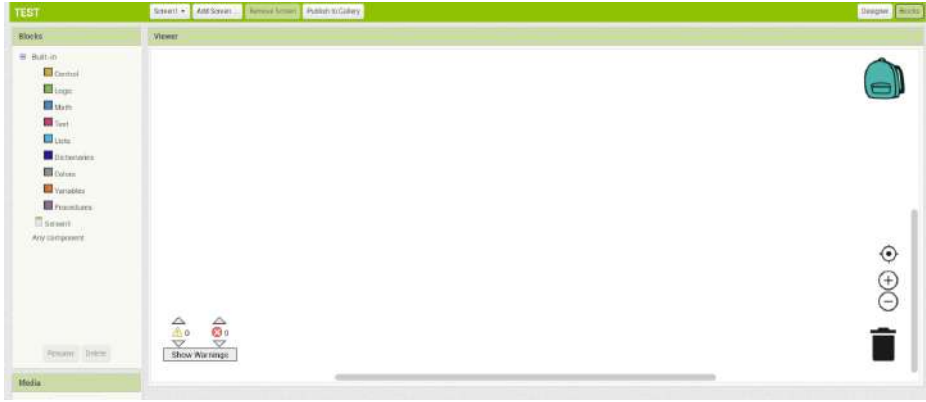 TEST
Screen1 Add Screen ... Remove Screen Publish to Gallery
Designer Blocks
Blocks
Viewer
Built-in
Control
Logic
Math
Text
Lists
Dictionaries
Colors
Variables
Procedures
Screen1
Any component
0 0
Show Warnings
Rename Delete
Media